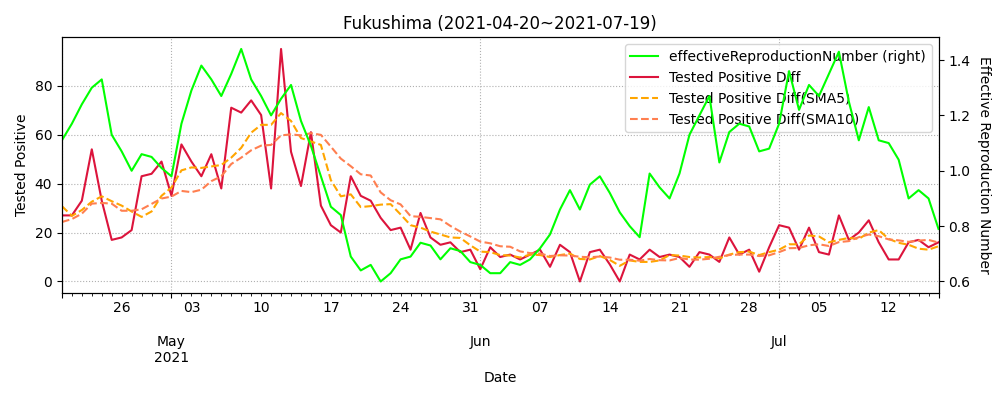 Fukushima (2021-04-20~2021-07-19)
effectiveReproductionNumber (right)
Tested Positive Diff
Tested Positive Diff(SMA5)
Tested Positive Diff(SMA10)
Tested Positive
80
60
40
20
0
1.4
1.2
1.0
0.8
0.6
Effective Reproduction Number
26 03 10 17 24 31 07 14 21 28 05 12
May Jun Jul
2021
Date